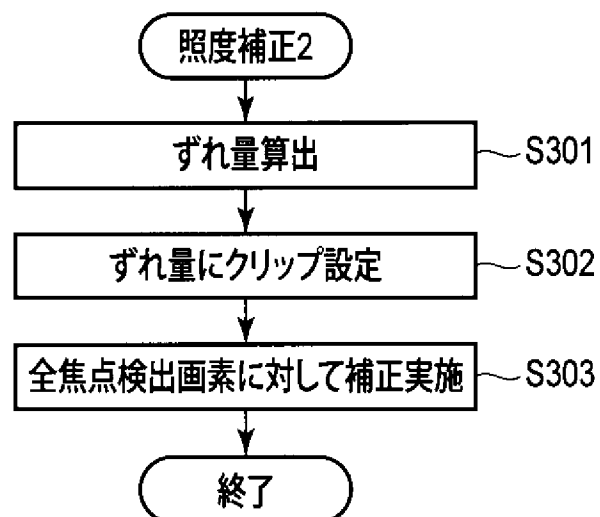 照度補正2
ずれ量算出
S301
ずれ量にクリップ設定
S302
全焦点検出画素に対して補正実施
S303
終了